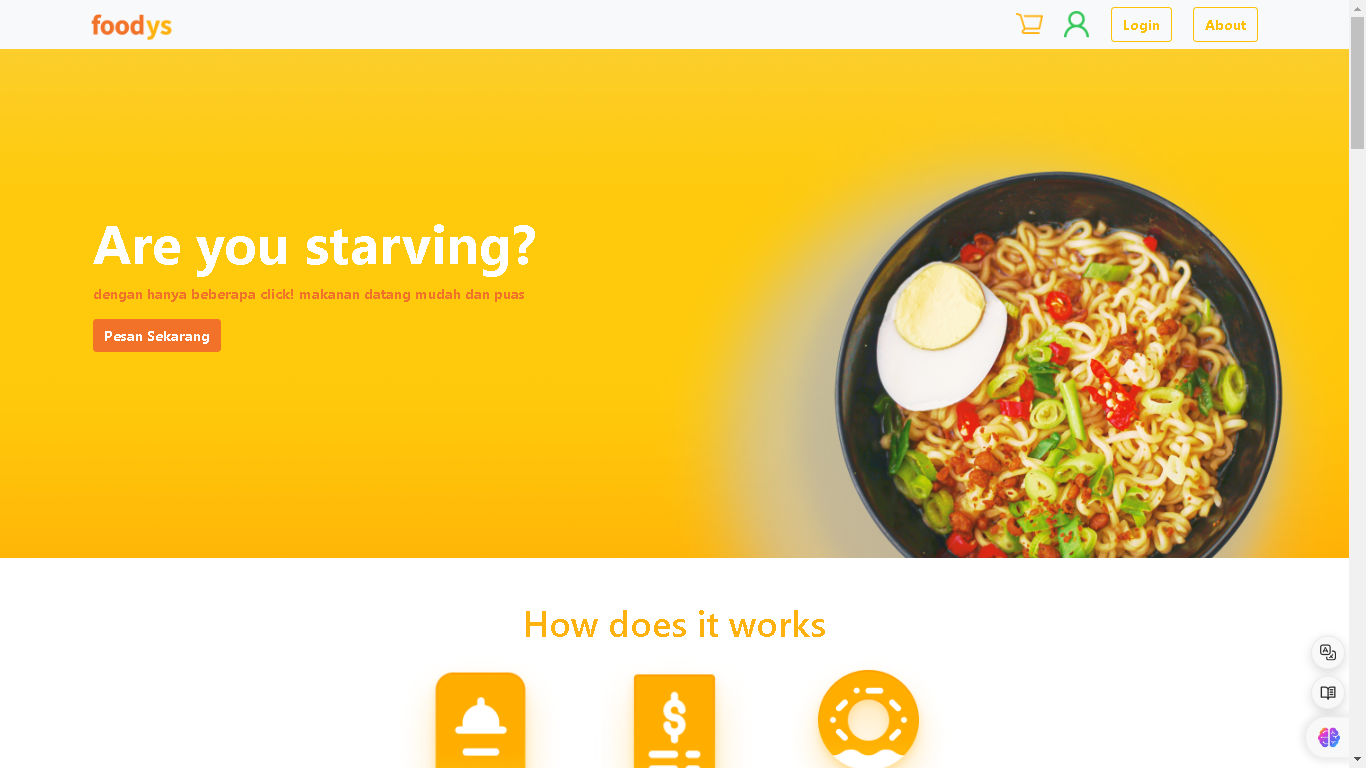 foodys
Login
About
Are you starving?
dengan hanya beberapa click! makanan datang mudah dan puas
Pesan Sekarang
How does it works
$